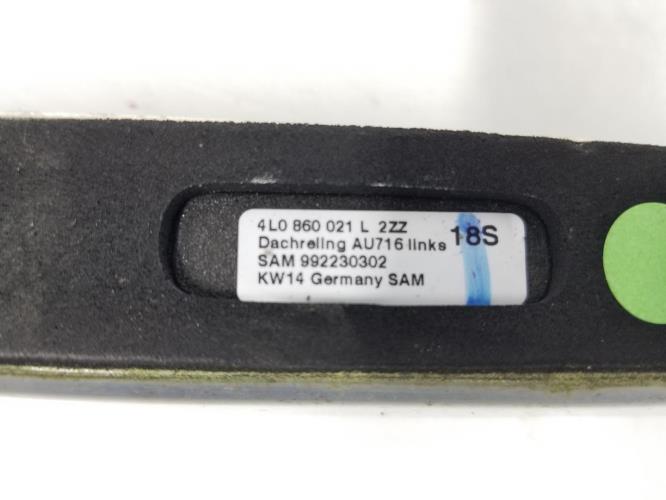 4L0 860 021 L 2ZZ
Dachreling AU716 links 18S
SAM 992230302
KW14 Germany SAM